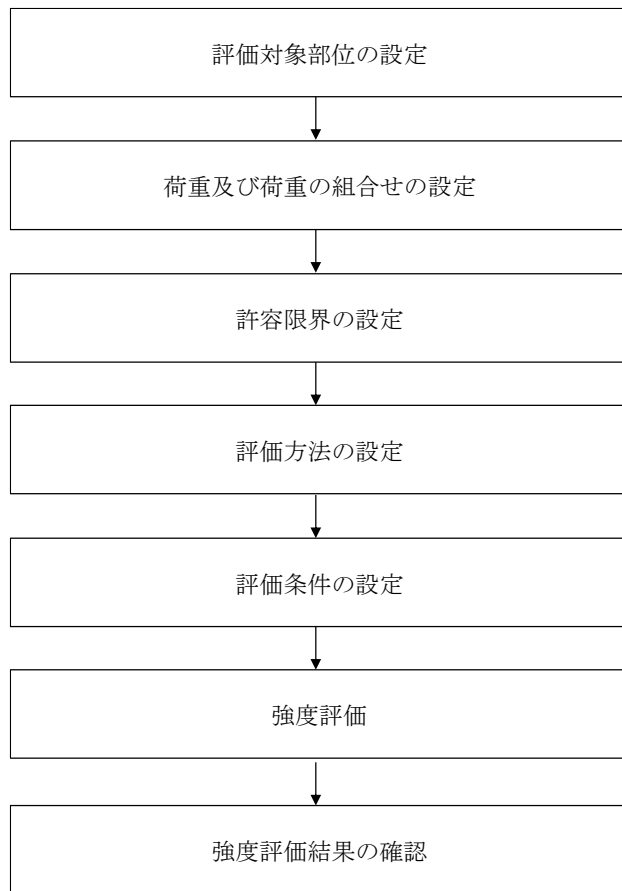 評価対象部位の設定
荷重及び荷重の組合せの設定
許容限界の設定
評価方法の設定
評価条件の設定
強度評価
強度評価結果の確認